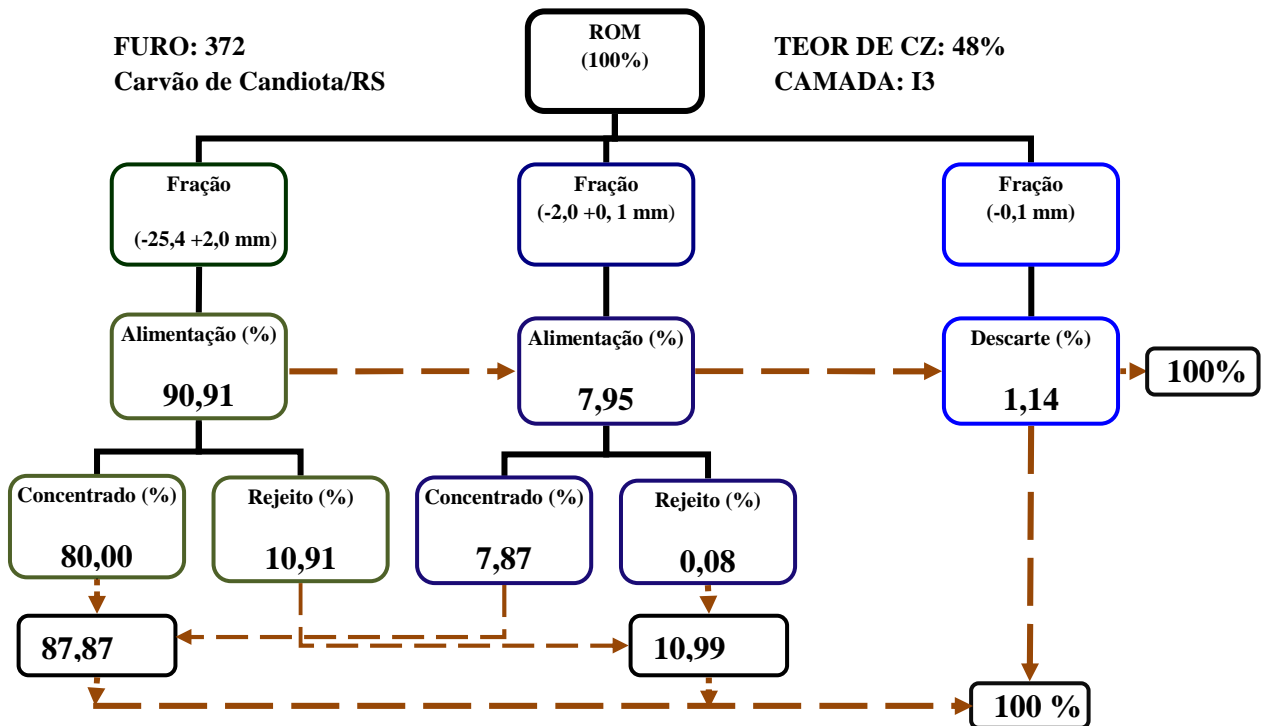 FURO: 372
Carvão de Candiota/RS
ROM
(100%)
TEOR DE CZ: 48%
CAMADA: I3
Fração
(-25,4 +2,0 mm)
Fração
(-2,0 +0, 1 mm)
Fração
(-0,1 mm)
Alimentação (%)
90,91
Alimentação (%)
7,95
Descarte (%)
1,14
100%
Concentrado (%)
80,00
Rejeito (%)
10,91
Concentrado (%)
7,87
Rejeito (%)
0,08
87,87
10,99
100 %